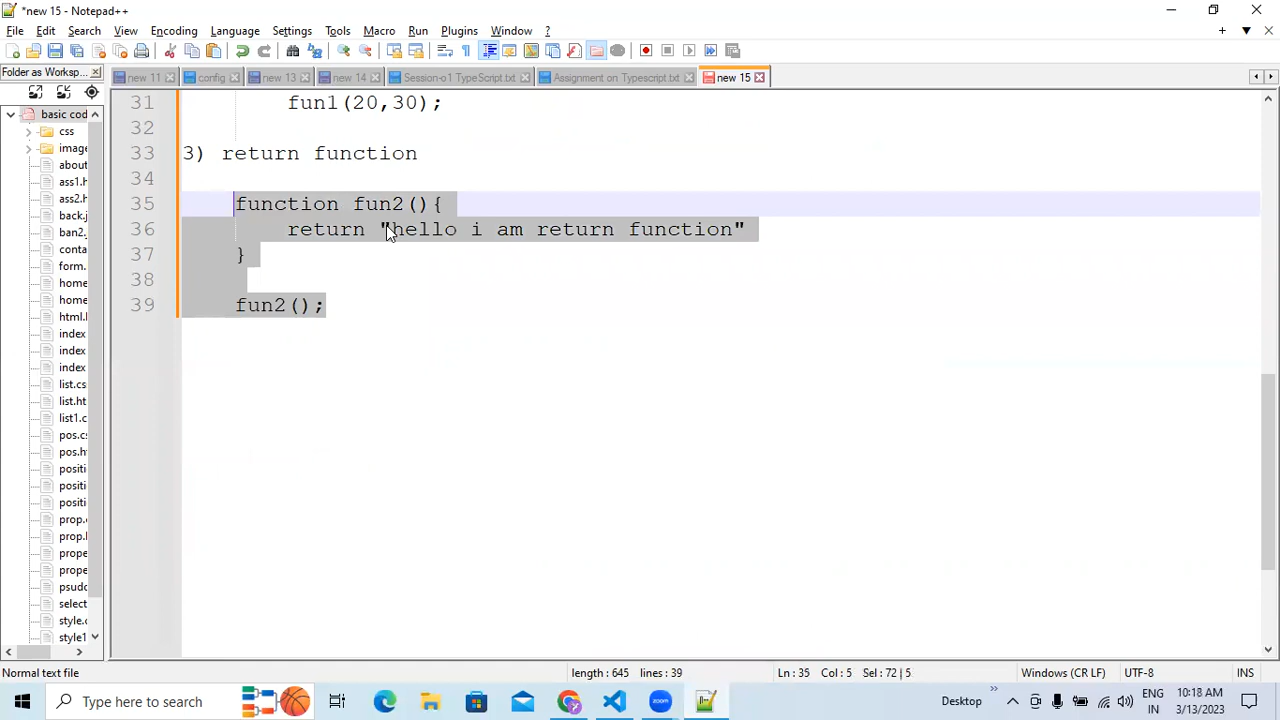 *new 15 - Notepad++
File Edit Search View Encoding Language Settings Tools Macro Run Plugins Window ?
Folder as Worksp...
new 11 config new 13 new 14 Session-o1 TypeScript.txt Assignment on Typescript.txt new 15
basic cod
css
image
about
ass1.h
ass2.h
back.j
ban2.
conta
form.
home
home
html.l
index
index
index
list.cs
list.ht
list1.c
pos.cs
pos.ht
positi
positi
positi
prop.c
prop.l
prope
prope
psudo
select
style.c
style1
31 fun1(20,30);
32
33 3) return function
34
35 function fun2(){
36 return "hello i am return function"
37 }
38
39 fun2();
Normal text file length : 645 lines : 39 Ln : 35 Col : 5 Sel : 72 | 5 Windows (CR LF) UTF-8 INS
Type here to search
zoom
Desktop
ENG
IN
10:18 AM
3/13/2023